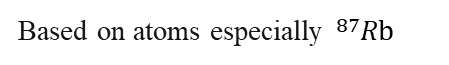 Based on atoms especially ⁸⁷Rb